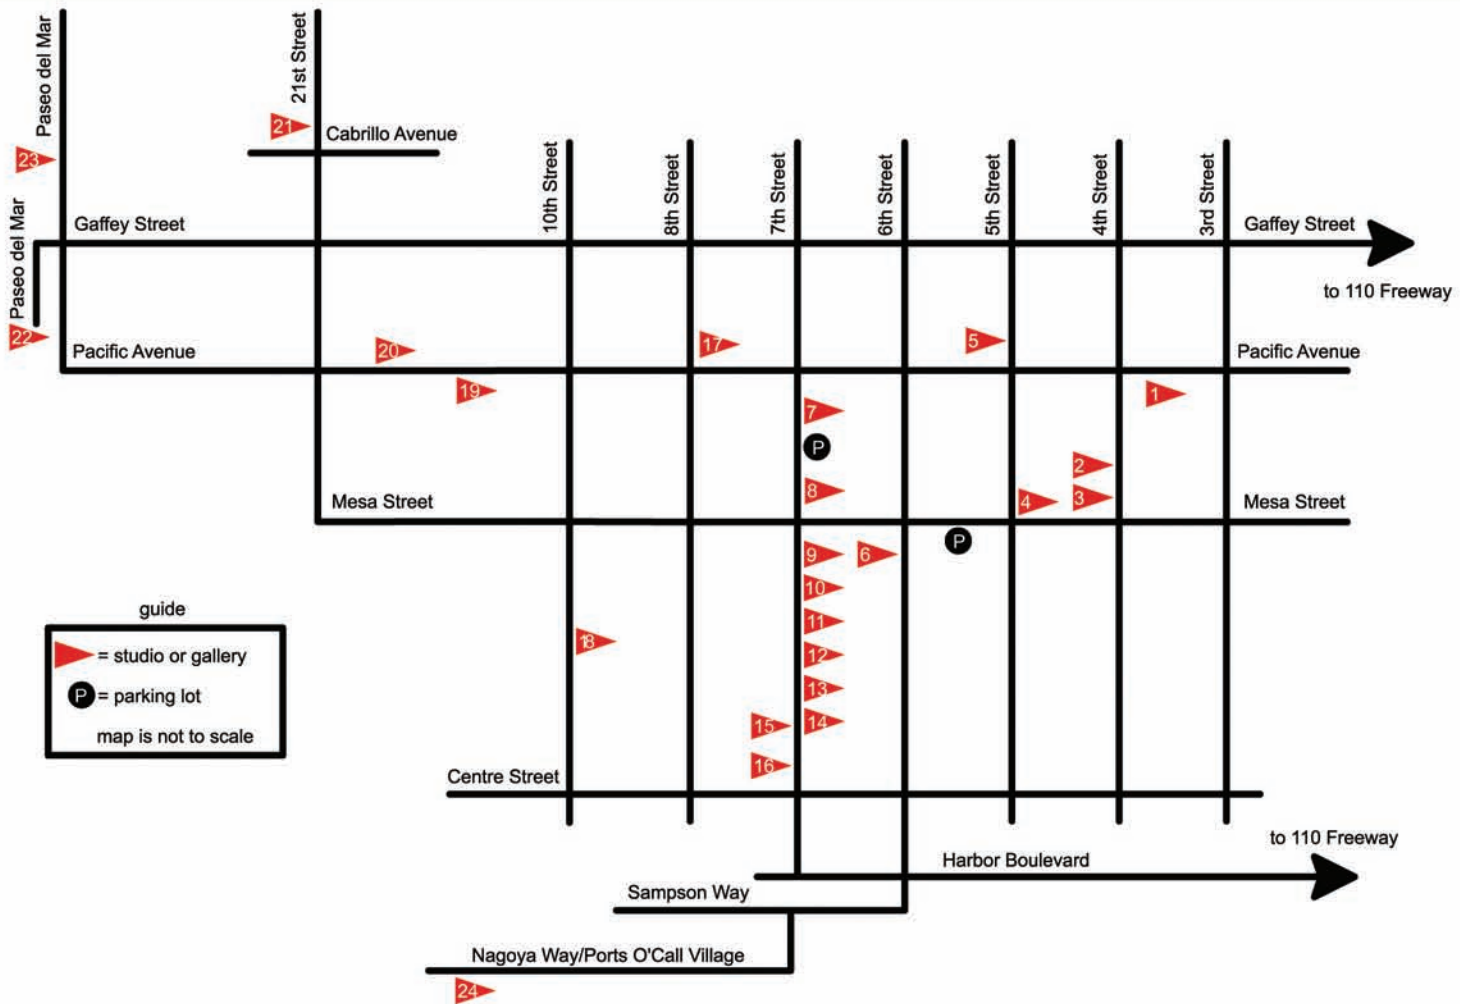 Paseo del Mar
21st Street
21
Cabrillo Avenue
23
10th Street
8th Street
7th Street
6th Street
5th Street
4th Street
3rd Street
Paseo del Mar
Gaffey Street
Gaffey Street
to 110 Freeway
22
Pacific Avenue
20
17
5
Pacific Avenue
19
7
1
P
2
8
4
3
Mesa Street
Mesa Street
P
9
6
10
11
18
12
13
15
14
16
guide
= studio or gallery
P = parking lot
map is not to scale
Centre Street
to 110 Freeway
Harbor Boulevard
Sampson Way
Nagoya Way/Ports O'Call Village
24